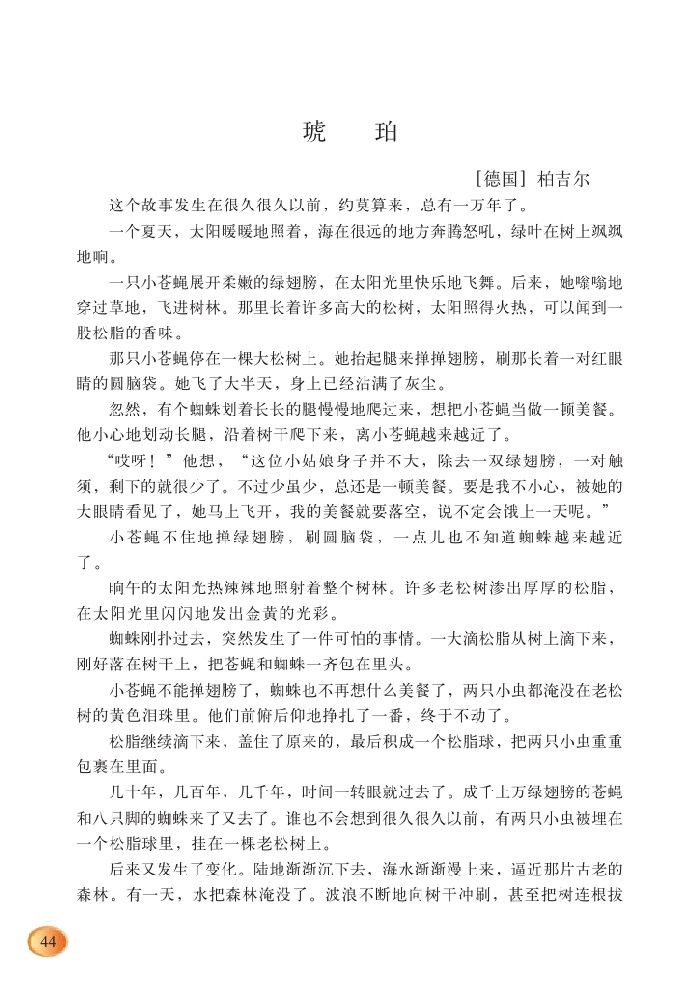 琥 珀
［德国］柏吉尔
这个故事发生在很久很久以前，约莫算来，总有一万年了。
一个夏天，太阳暖暖地照着，海在很远的地方奔腾怒吼，绿叶在树上飒飒
地响。
一只小苍蝇展开柔嫩的绿翅膀，在太阳光里快乐地飞舞。后来，她嗡嗡地
穿过草地，飞进树林。那里长着许多高大的松树，太阳照得火热，可以闻到一
股松脂的香味。
那只小苍蝇停在一棵大松树上。她抬起腿来掸掸翅膀，刷那长着一对红眼
睛的圆脑袋。她飞了大半天，身上已经沾满了灰尘。
忽然，有个蜘蛛划着长长的腿慢慢地爬过来，想把小苍蝇当做一顿美餐。
他小心地划动长腿，沿着树干爬下来，离小苍蝇越来越近了。
“哎呀！”他想，“这位小姑娘身子并不大，除去一双绿翅膀，一对触
须，剩下的就很少了。不过少虽少，总还是一顿美餐。要是我不小心，被她的
大眼睛看见了，她马上飞开，我的美餐就要落空，说不定会饿上一天呢。”
小苍蝇不住地掸绿翅膀，刷圆脑袋，一点儿也不知道蜘蛛越来越近
了。
晌午的太阳光热辣辣地照射着整个树林。许多老松树渗出厚厚的松脂，
在太阳光里闪闪地发出金黄的光彩。
蜘蛛刚扑过去，突然发生了一件可怕的事情。一大滴松脂从树上滴下来，
刚好落在树干上，把苍蝇和蜘蛛一齐包在里头。
小苍蝇不能掸翅膀了，蜘蛛也不再想什么美餐了，两只小虫都淹没在老松
树的黄色泪珠里。他们前俯后仰地挣扎了一番，终于不动了。
松脂继续滴下来，盖住了原来的，最后积成一个松脂球，把两只小虫重重
包裹在里面。
几十年，几百年，几千年，时间一转眼就过去了。成千上万绿翅膀的苍蝇
和八只脚的蜘蛛来了又去了。谁也不会想到很久很久以前，有两只小虫被埋在
一个松脂球里，挂在一棵老松树上。
后来又发生了变化。陆地渐渐沉下去，海水渐渐漫上来，逼近那片古老的
森林。有一天，水把森林淹没了。波浪不断地向树干冲刷，甚至把树连根拔
44